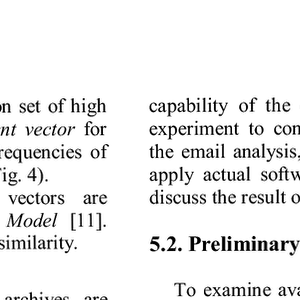 on set of high
nt vector for
requencies of
ig. 4).
vectors are
Model [11].
similarity.
archives are
capability of the
experiment to con
the email analysis,
apply actual softw
discuss the result o
5.2. Preliminary
To examine ava